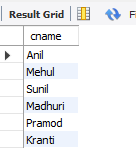 Result Grid
cname
Anil
Mehul
Sunil
Madhuri
Pramod
Kranti